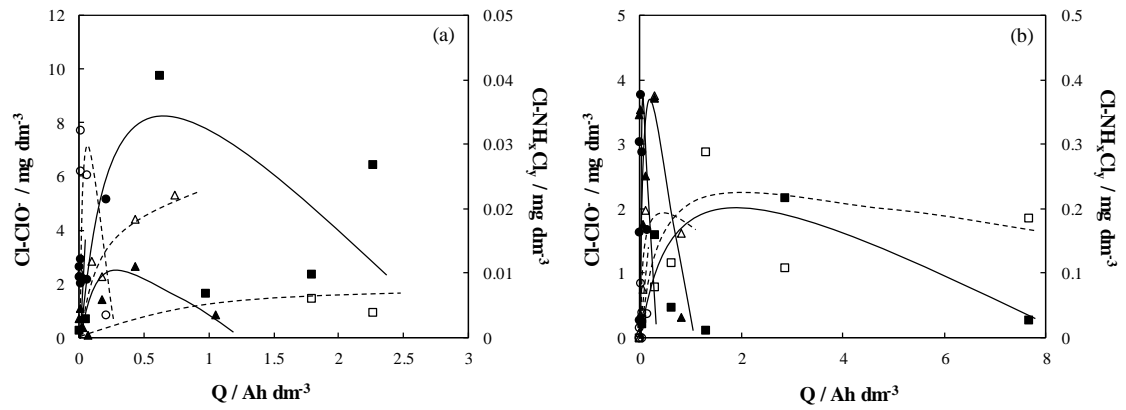 (a)
Cl-ClO⁻ / mg dm⁻³
12
10
8
6
4
2
0
0 0.5 1 1.5 2 2.5 3
Q / Ah dm⁻³
0.05
0.04
0.03
0.02
0.01
0
Cl-NHₓClᵧ / mg dm⁻³
(b)
Cl-ClO⁻ / mg dm⁻³
5
4
3
2
1
0
0 2 4 6 8
Q / Ah dm⁻³
0.5
0.4
0.3
0.2
0.1
0
Cl-NHₓClᵧ / mg dm⁻³